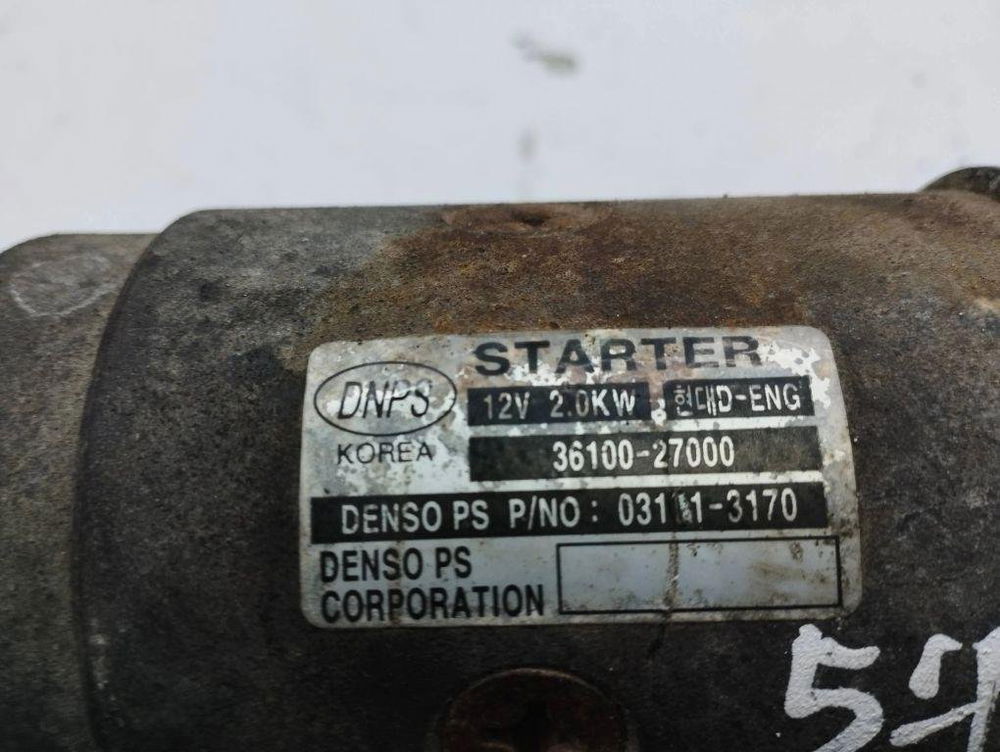 STARTER
DNPS
12V 2.0KW
현대D-ENG
KOREA
36100-27000
DENSO PS P/NO :
DENSO PS
CORPORATION